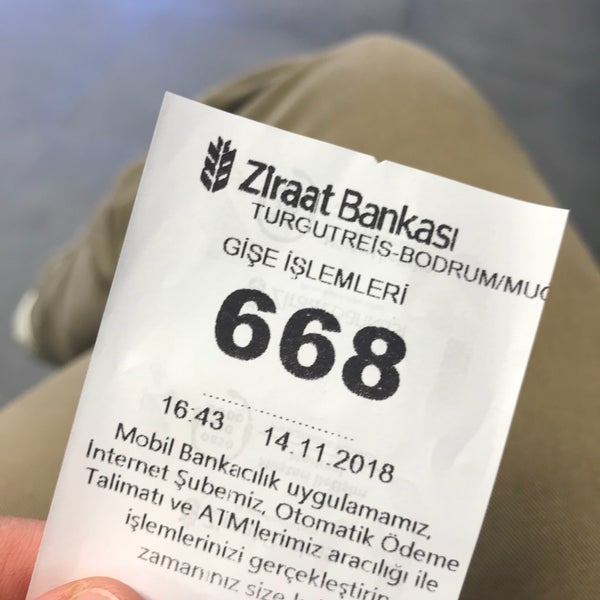 Ziraat Bankası
TURGUTREİS-BODRUM/MUĞ
GİŞE İŞLEMLERİ
668
16:43 14.11.2018
Mobil Bankacılık uygulamamız,
İnternet Şubemiz, Otomatik Ödeme
Talimatı ve ATM'lerimiz aracılığı ile
işlemlerinizi gerçekleştirin
zamanınız size